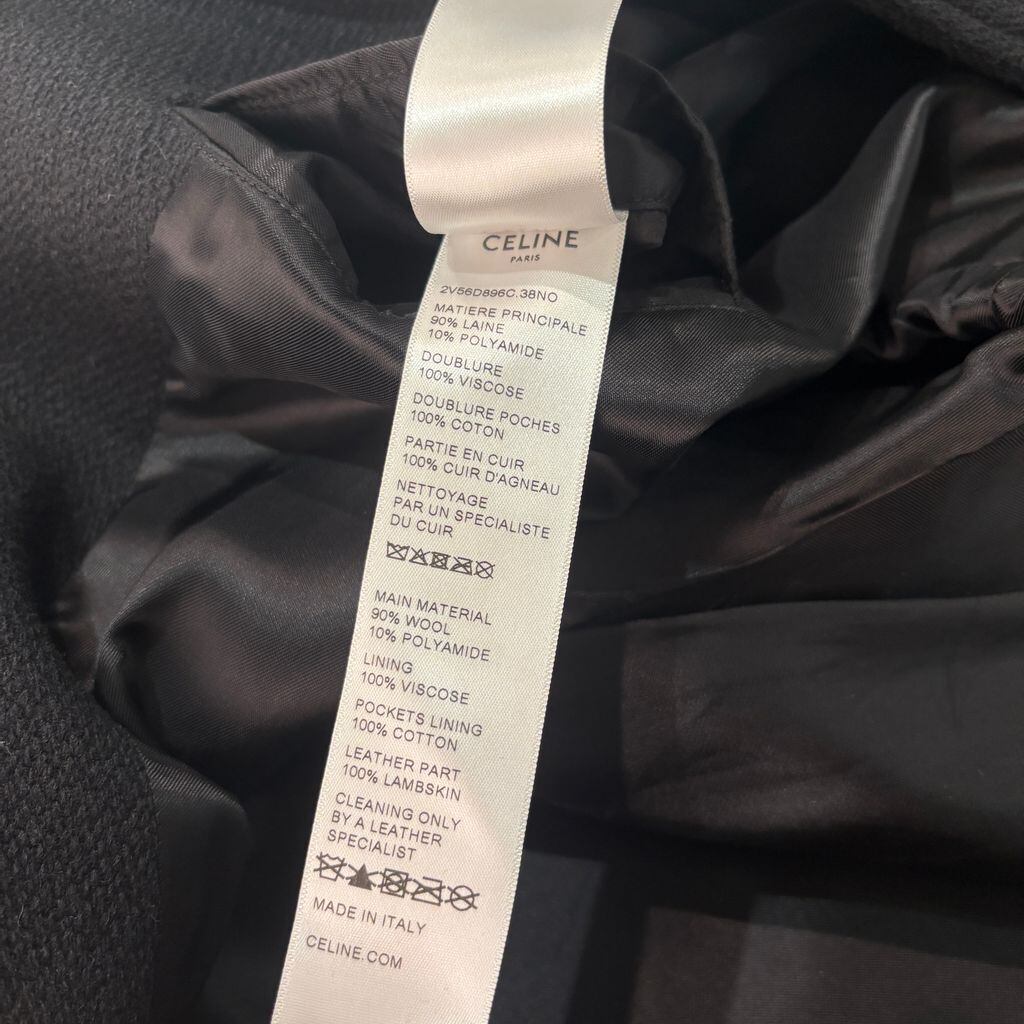 CELINE
PARIS
2V56D896C.38NO
MATIERE PRINCIPALE
90% LAINE
10% POLYAMIDE
DOUBLURE
100% VISCOSE
DOUBLURE POCHES
100% COTON
PARTIE EN CUIR
100% CUIR D'AGNEAU
NETTOYAGE
PAR UN SPECIALISTE
DU CUIR
MAIN MATERIAL
90% WOOL
10% POLYAMIDE
LINING
100% VISCOSE
POCKETS LINING
100% COTTON
LEATHER PART
100% LAMBSKIN
CLEANING ONLY
BY A LEATHER
SPECIALIST
MADE IN ITALY
CELINE.COM